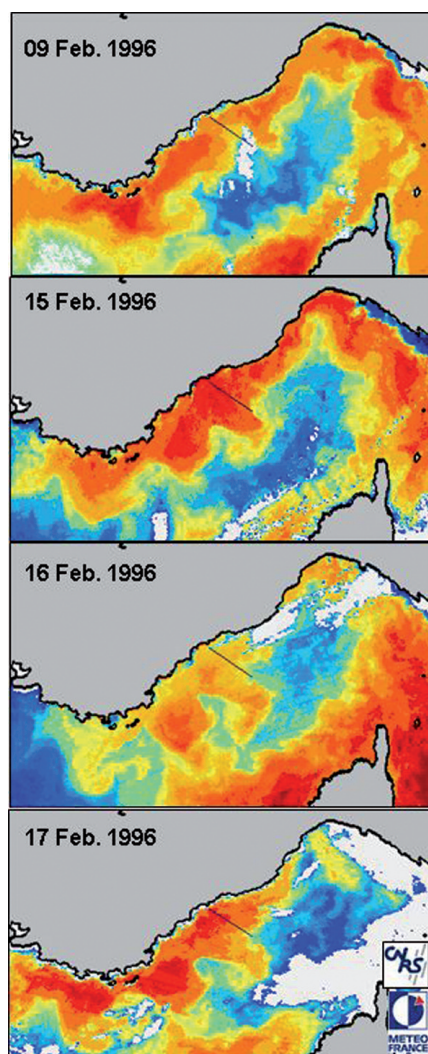 09 Feb. 1996
15 Feb. 1996
16 Feb. 1996
17 Feb. 1996
CNRS
METEO
FRANCE